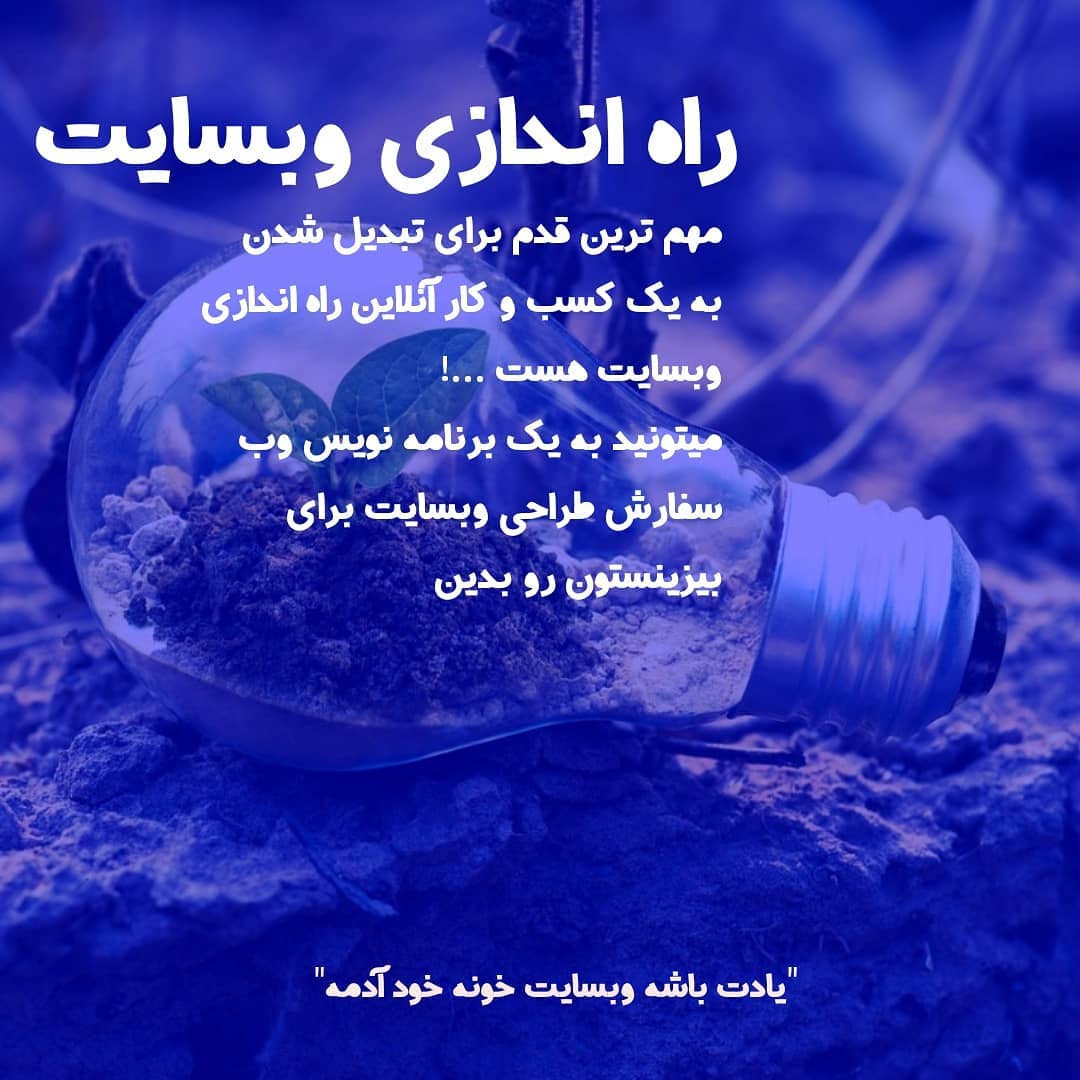 راه انحازی وبسایت
مهم ترین قدم برای تبدیل شدن
به یک کسب و کار آنلاین راه انحازی
وبسایت هست ...!
میتونید به یک برنامه نویس وب
سفارش طراحی وبسایت برای
بیزینستون رو بدین
"یادت باشه وبسایت خونه خود آدمه"